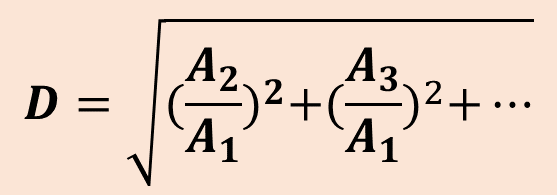 D = √((A₂/A₁)² + (A₃/A₁)² + ⋯